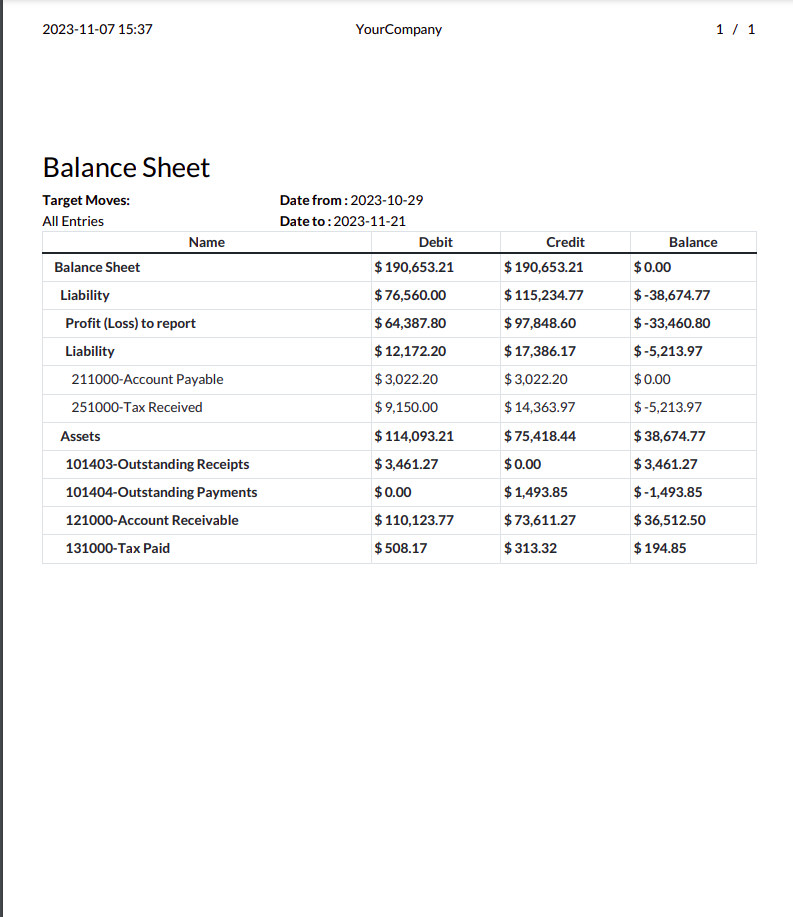 2023-11-07 15:37 YourCompany 1 / 1
Balance Sheet
Target Moves: Date from : 2023-10-29
All Entries Date to : 2023-11-21
Name Debit Credit Balance
Balance Sheet $ 190,653.21 $ 190,653.21 $ 0.00
Liability $ 76,560.00 $ 115,234.77 $ -38,674.77
Profit (Loss) to report $ 64,387.80 $ 97,848.60 $ -33,460.80
Liability $ 12,172.20 $ 17,386.17 $ -5,213.97
211000-Account Payable $ 3,022.20 $ 3,022.20 $ 0.00
251000-Tax Received $ 9,150.00 $ 14,363.97 $ -5,213.97
Assets $ 114,093.21 $ 75,418.44 $ 38,674.77
101403-Outstanding Receipts $ 3,461.27 $ 0.00 $ 3,461.27
101404-Outstanding Payments $ 0.00 $ 1,493.85 $ -1,493.85
121000-Account Receivable $ 110,123.77 $ 73,611.27 $ 36,512.50
131000-Tax Paid $ 508.17 $ 313.32 $ 194.85